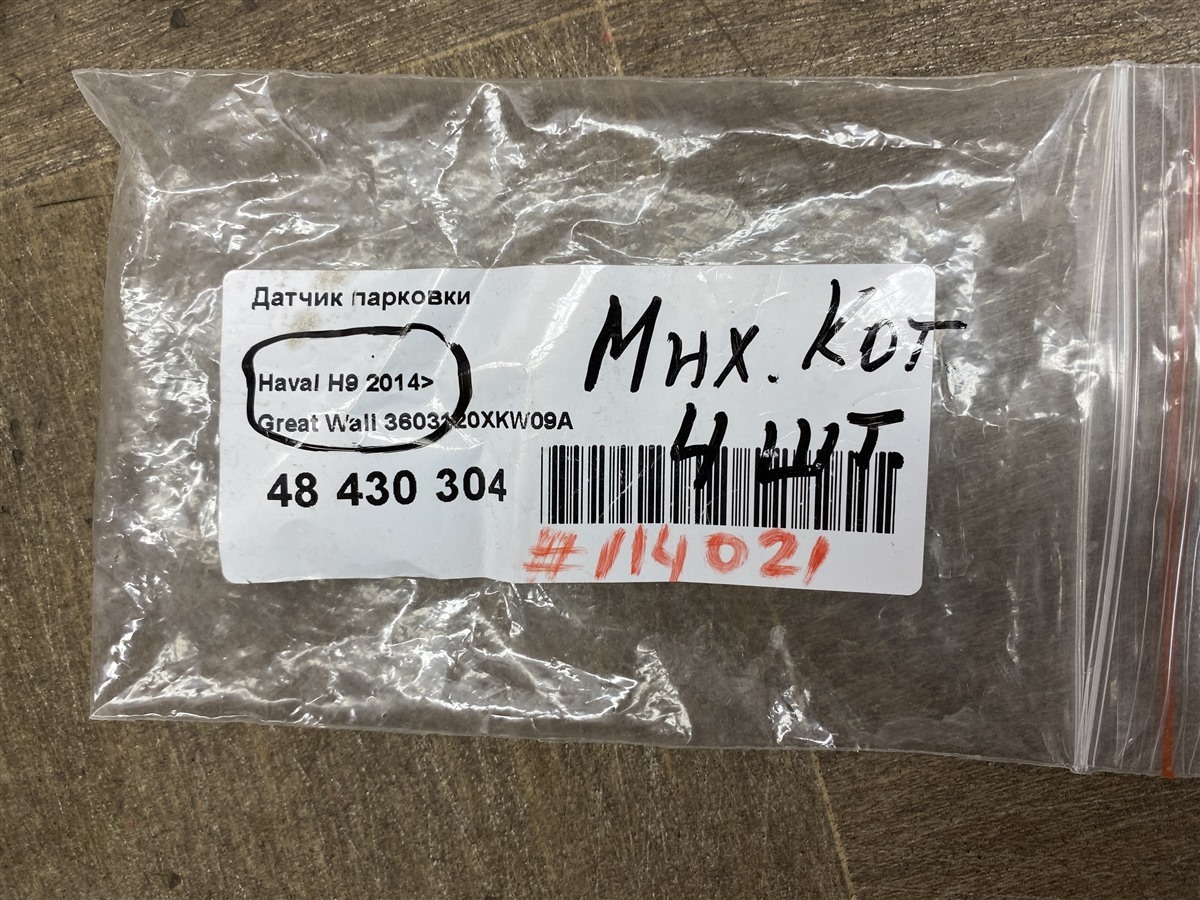 Датчик парковки
Haval H9 2014>
Great Wall 3603120XKW09A
48 430 304
Мнх. Кот
4 шт.
#114021